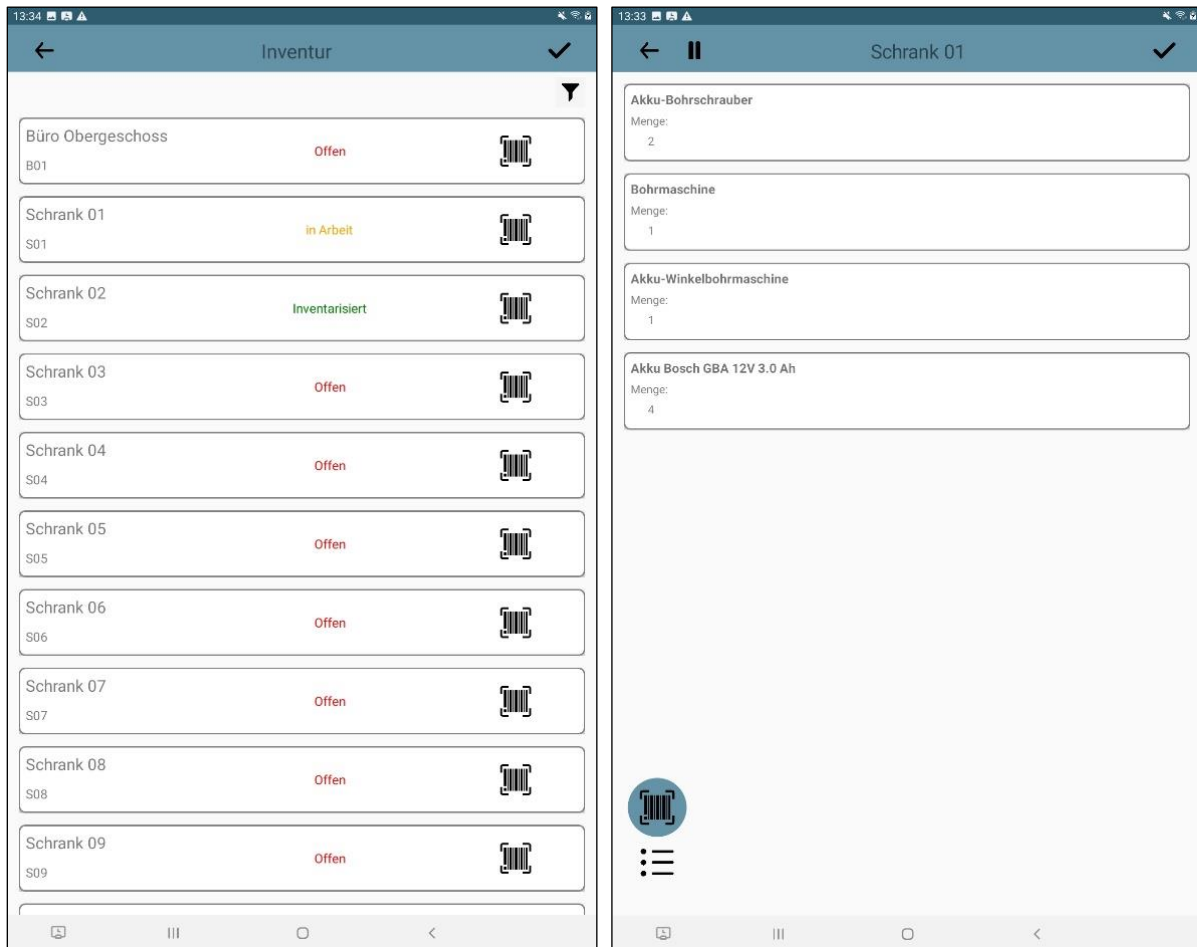 13:34
Inventur
Büro Obergeschoss
Offen
B01
Schrank 01
in Arbeit
S01
Schrank 02
Inventarisiert
S02
Schrank 03
Offen
S03
Schrank 04
Offen
S04
Schrank 05
Offen
S05
Schrank 06
Offen
S06
Schrank 07
Offen
S07
Schrank 08
Offen
S08
Schrank 09
Offen
S09
13:33
Schrank 01
Akku-Bohrschrauber
Menge:
2
Bohrmaschine
Menge:
1
Akku-Winkelbohrmaschine
Menge:
1
Akku Bosch GBA 12V 3.0 Ah
Menge:
4